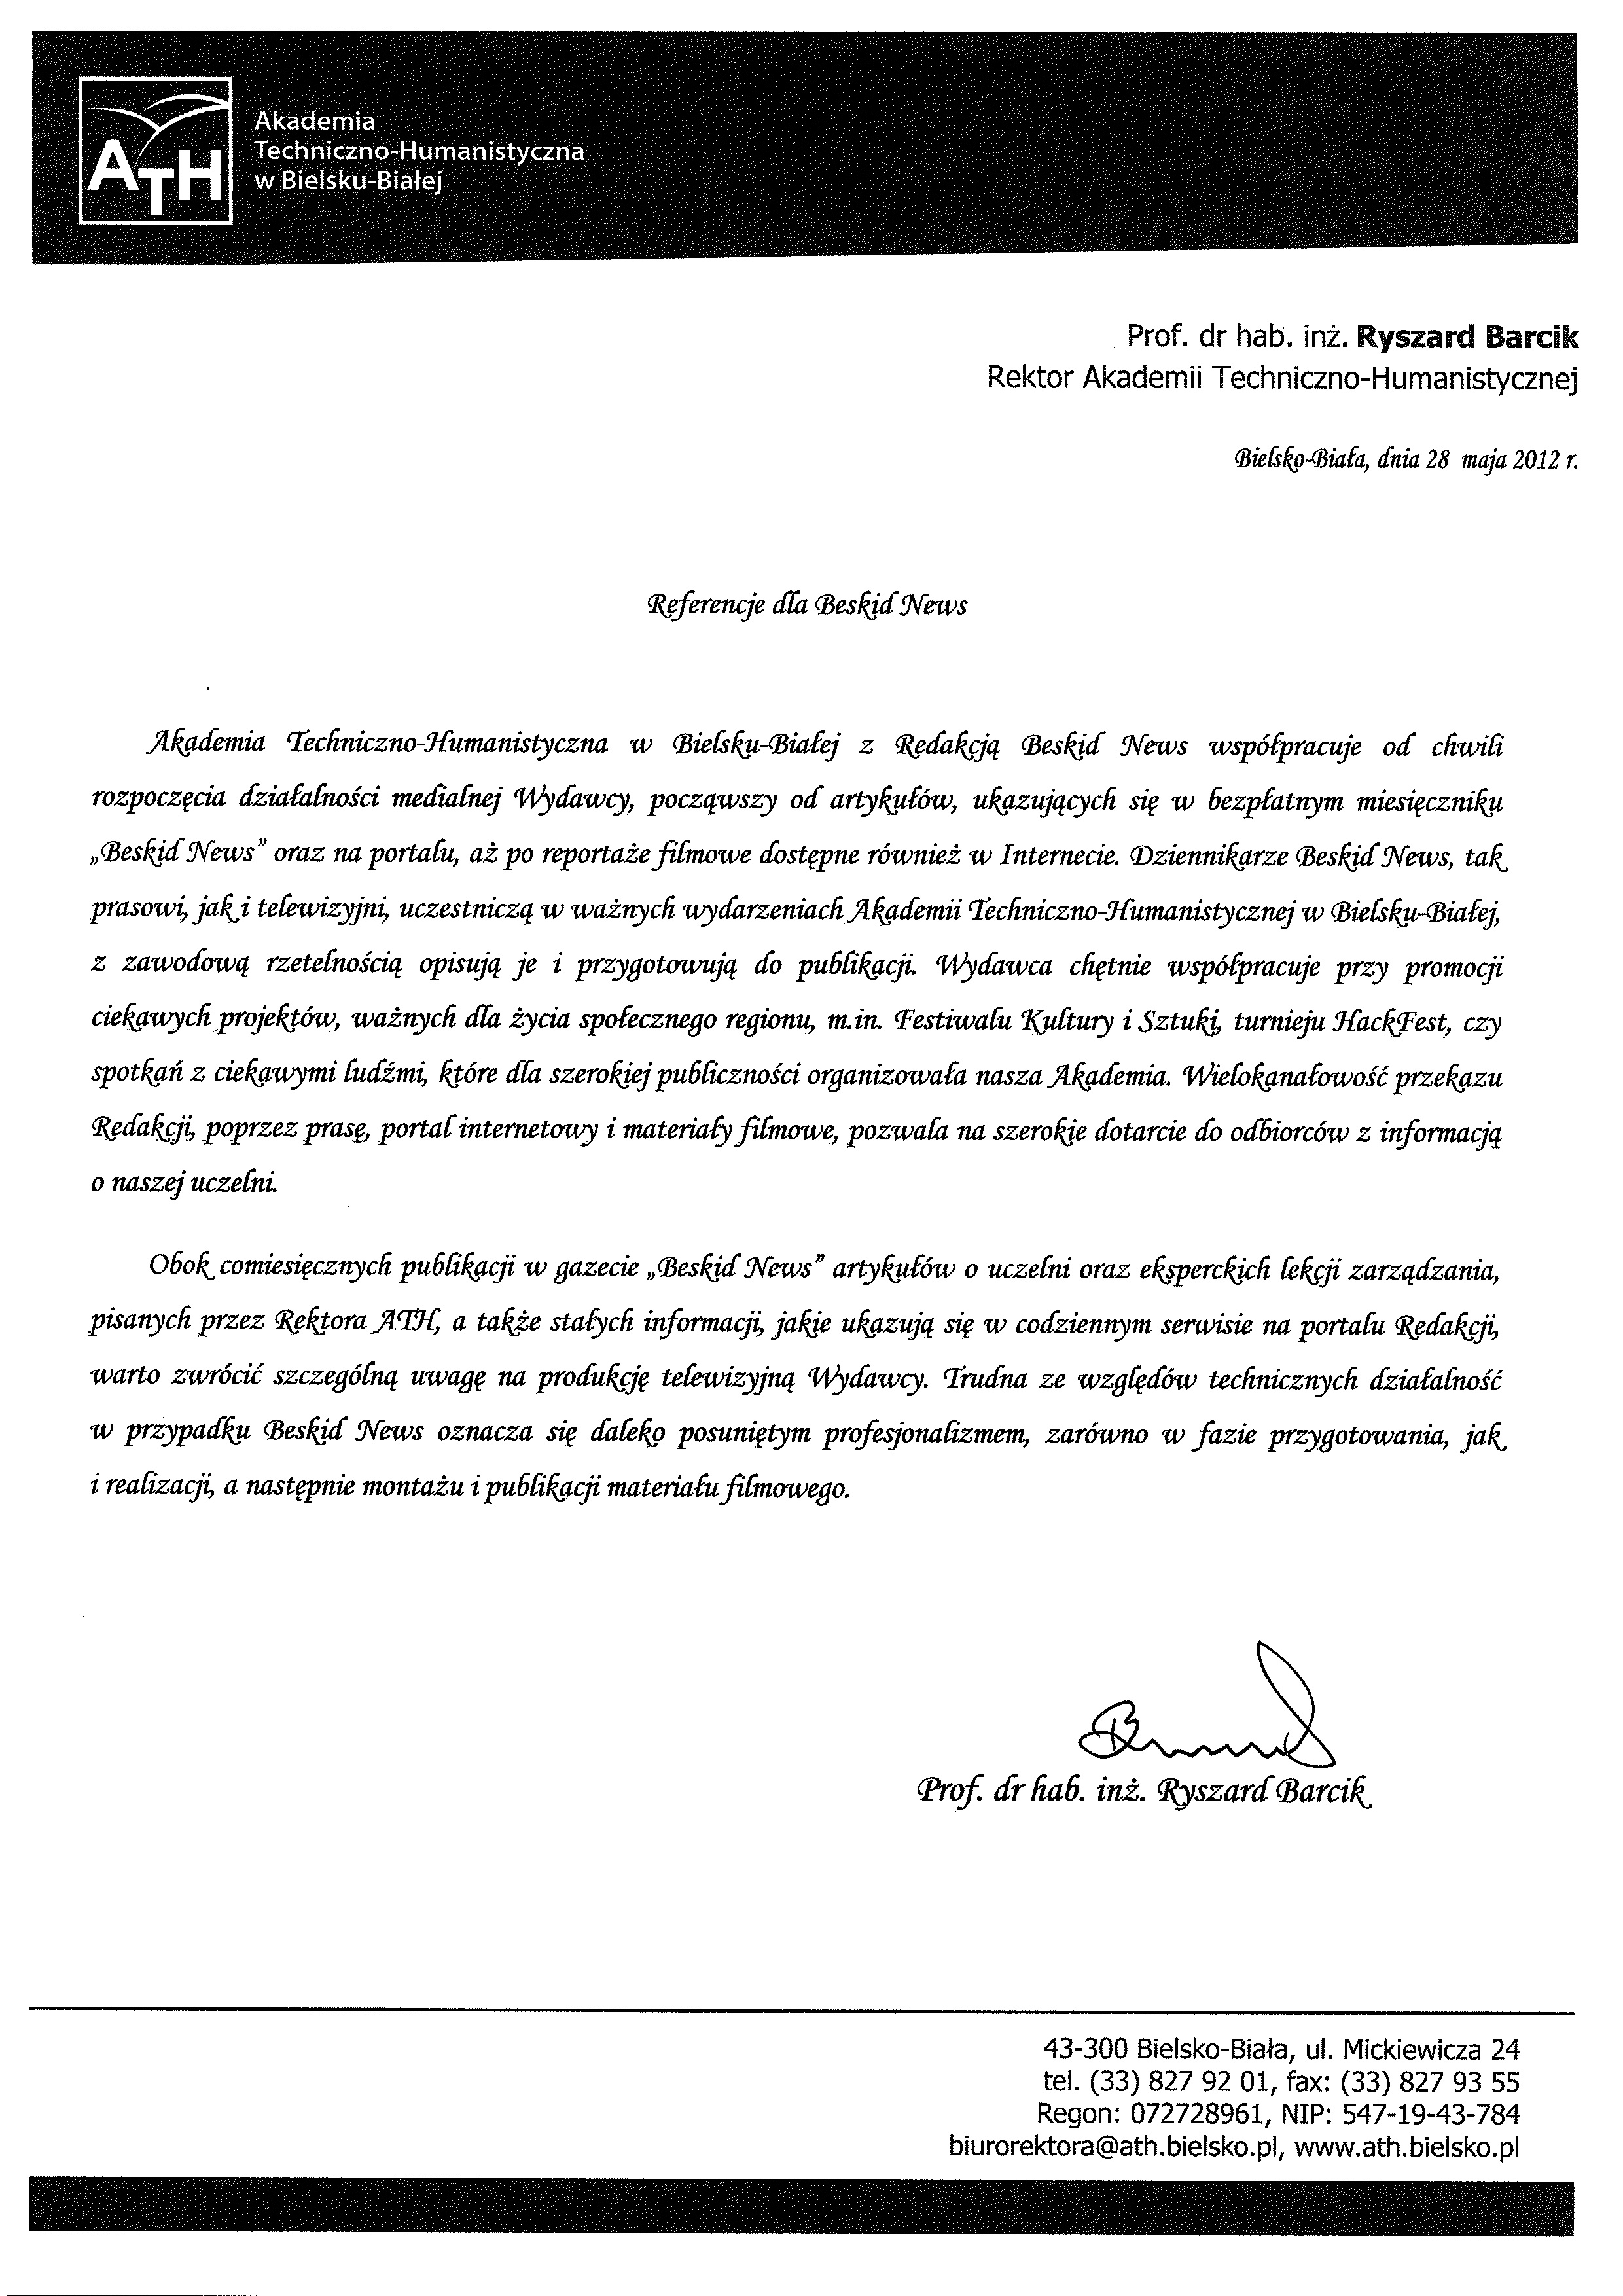 ATH
Akademia
Techniczno-Humanistyczna
w Bielsku-Białej
Prof. dr hab. inż. Ryszard Barcik
Rektor Akademii Techniczno-Humanistycznej
Bielsko-Biała, dnia 28 maja 2012 r.
Referencje dla Beskid News
Akademia Techniczno-Humanistyczna w Bielsku-Białej z Redakcją Beskid News współpracuje od chwili
rozpoczęcia działalności medialnej Wydawcy, począwszy od artykułów, ukazujących się w bezpłatnym miesięczniku
„Beskid News” oraz na portalu, aż po reportaże filmowe dostępne również w Internecie. Dziennikarze Beskid News, tak
prasowi, jak i telewizyjni, uczestniczą w ważnych wydarzeniach Akademii Techniczno-Humanistycznej w Bielsku-Białej,
z zawodową rzetelnością opisują je i przygotowują do publikacji. Wydawca chętnie współpracuje przy promocji
ciekawych projektów, ważnych dla życia społecznego regionu, m.in. Festiwalu Kultury i Sztuki, turnieju HackFest, czy
spotkań z ciekawymi ludźmi, które dla szerokiej publiczności organizowała nasza Akademia. Wielokanałowość przekazu
Redakcji, poprzez prasę, portal internetowy i materiały filmowe, pozwala na szerokie dotarcie do odbiorców z informacją
o naszej uczelni.
Obok comiesięcznych publikacji w gazecie „Beskid News” artykułów o uczelni oraz eksperckich lekcji zarządzania,
pisanych przez Rektora ATH, a także stałych informacji, jakie ukazują się w codziennym serwisie na portalu Redakcji,
warto zwrócić szczególną uwagę na produkcję telewizyjną Wydawcy. Trudna ze względów technicznych działalność
w przypadku Beskid News oznacza się daleko posuniętym profesjonalizmem, zarówno w fazie przygotowania, jak
i realizacji, a następnie montażu i publikacji materiału filmowego.
Prof. dr hab. inż. Ryszard Barcik
43-300 Bielsko-Biała, ul. Mickiewicza 24
tel. (33) 827 92 01, fax: (33) 827 93 55
Regon: 072728961, NIP: 547-19-43-784
biurorektora@ath.bielsko.pl, www.ath.bielsko.pl